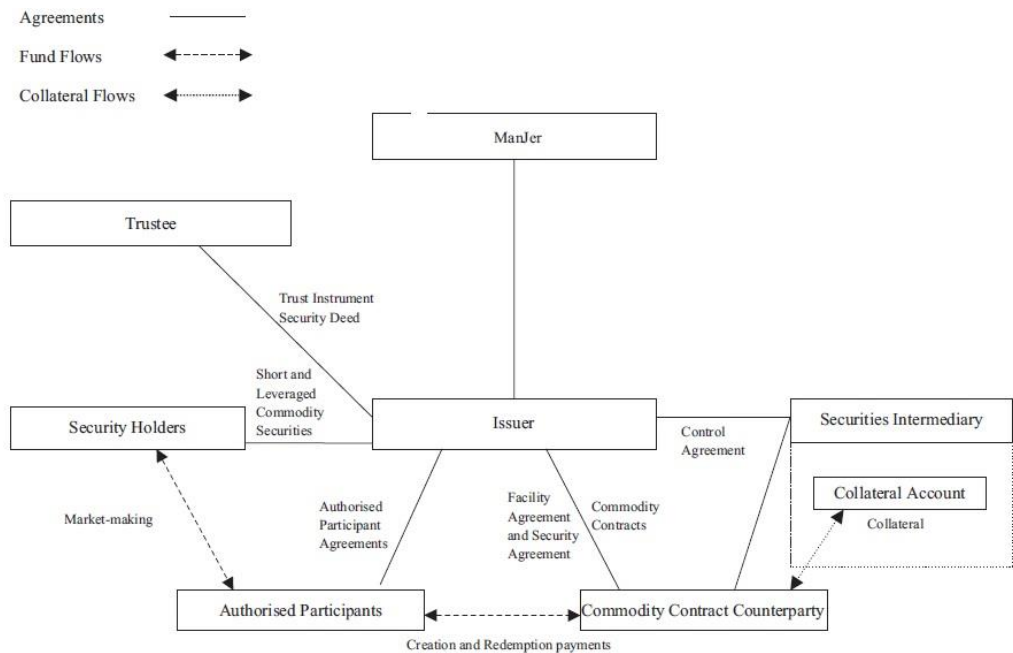 Agreements
Fund Flows
Collateral Flows
ManJer
Trustee
Trust Instrument
Security Deed
Short and
Leveraged
Commodity
Securities
Security Holders
Issuer
Securities Intermediary
Control
Agreement
Collateral Account
Collateral
Market-making
Authorised
Participant
Agreements
Facility
Agreement
and Security
Agreement
Commodity
Contracts
Authorised Participants
Commodity Contract Counterparty
Creation and Redemption payments